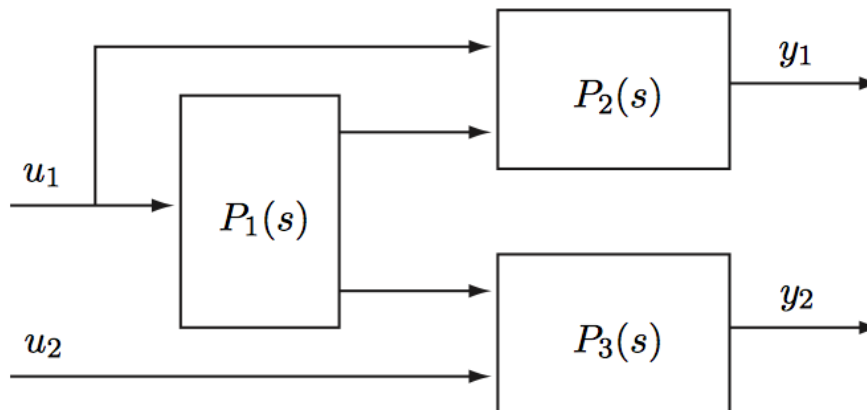 y₁
P₂(s)
u₁
P₁(s)
y₂
u₂
P₃(s)